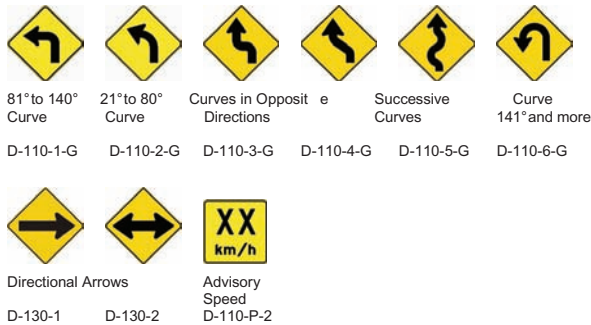 81° to 140° 21° to 80° Curves in Opposit e Successive Curve
Curve Curve Directions Curves 141° and more
D-110-1-G D-110-2-G D-110-3-G D-110-4-G D-110-5-G D-110-6-G
XX
km/h
Directional Arrows Advisory
Speed
D-130-1 D-130-2 D-110-P-2